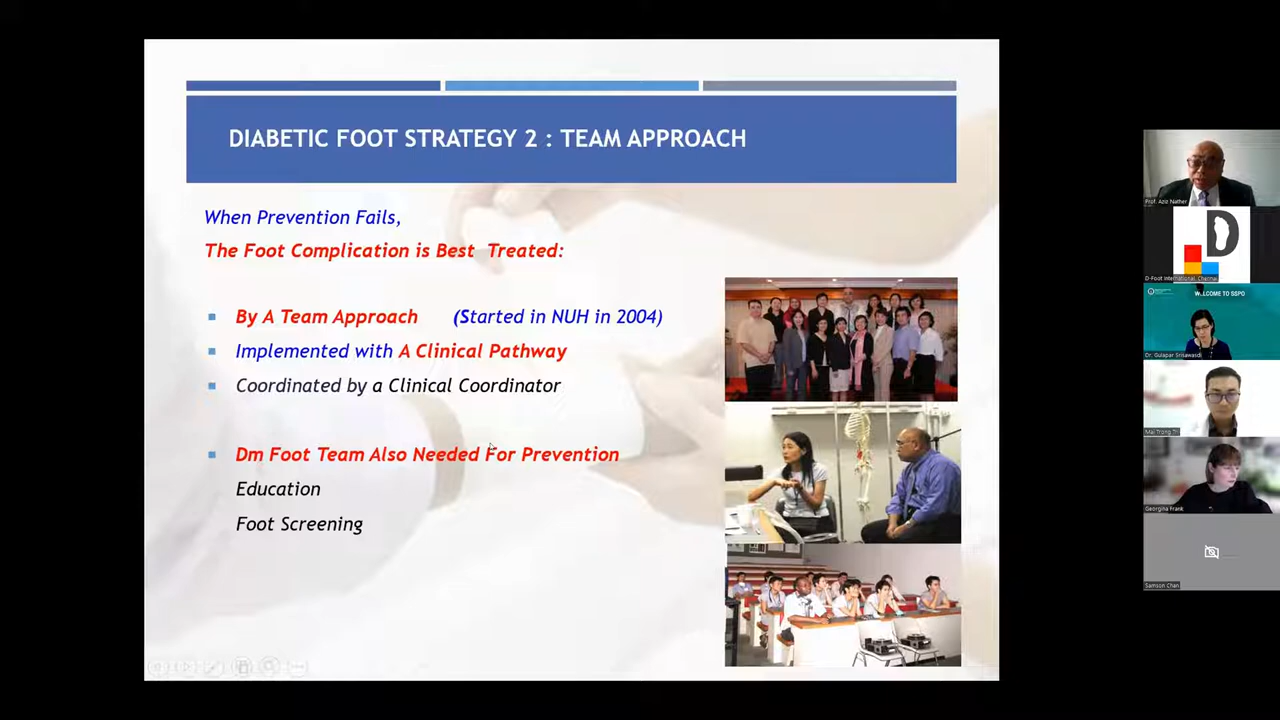 DIABETIC FOOT STRATEGY 2 : TEAM APPROACH
When Prevention Fails,
The Foot Complication is Best Treated:
By A Team Approach (Started in NUH in 2004)
Implemented with A Clinical Pathway
Coordinated by a Clinical Coordinator
Dm Foot Team Also Needed For Prevention
Education
Foot Screening
Prof. Aziz Nather
D
D-Foot International, Chennai
WELCOME TO SSPO
Dr. Gulapar Srisawasdi
Mai Trong Tri
Georgina Frank
Samson Chan